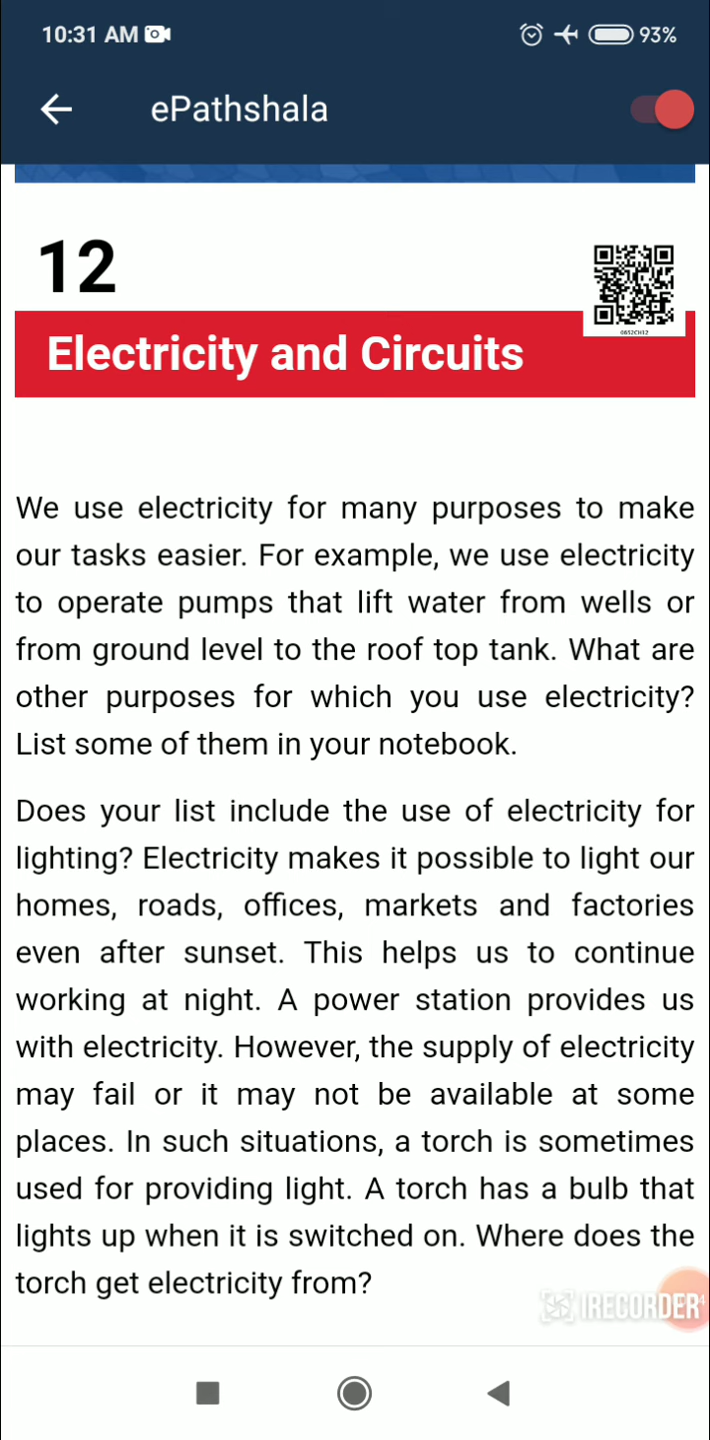 10:31 AM
93%
ePathshala
12
0652CH12
Electricity and Circuits
We use electricity for many purposes to make
our tasks easier. For example, we use electricity
to operate pumps that lift water from wells or
from ground level to the roof top tank. What are
other purposes for which you use electricity?
List some of them in your notebook.
Does your list include the use of electricity for
lighting? Electricity makes it possible to light our
homes, roads, offices, markets and factories
even after sunset. This helps us to continue
working at night. A power station provides us
with electricity. However, the supply of electricity
may fail or it may not be available at some
places. In such situations, a torch is sometimes
used for providing light. A torch has a bulb that
lights up when it is switched on. Where does the
torch get electricity from?
IRECORDER